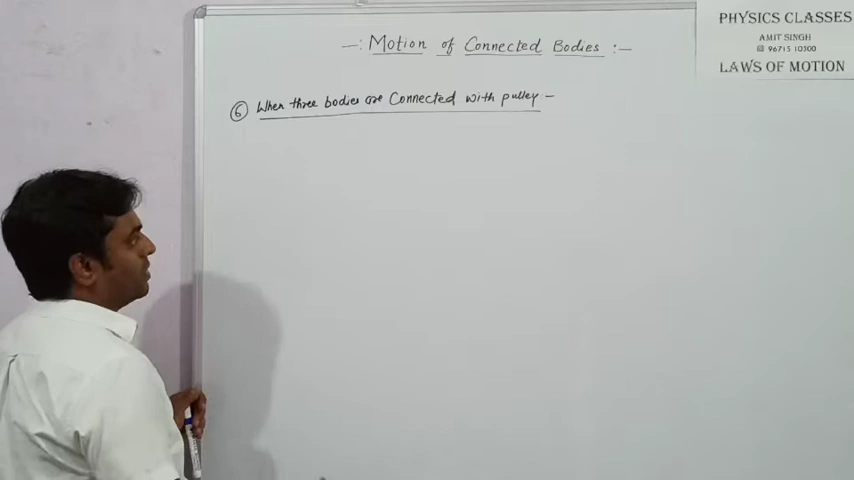 -: Motion of Connected Bodies :-
PHYSICS CLASSES
AMIT SINGH
96715 10300
LAWS OF MOTION
⑥ When three bodies are Connected with pulley -